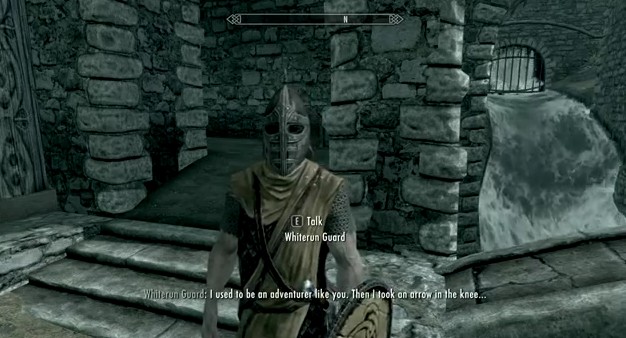 N
E Talk
Whiterun Guard
Whiterun Guard: I used to be an adventurer like you. Then I took an arrow in the knee...